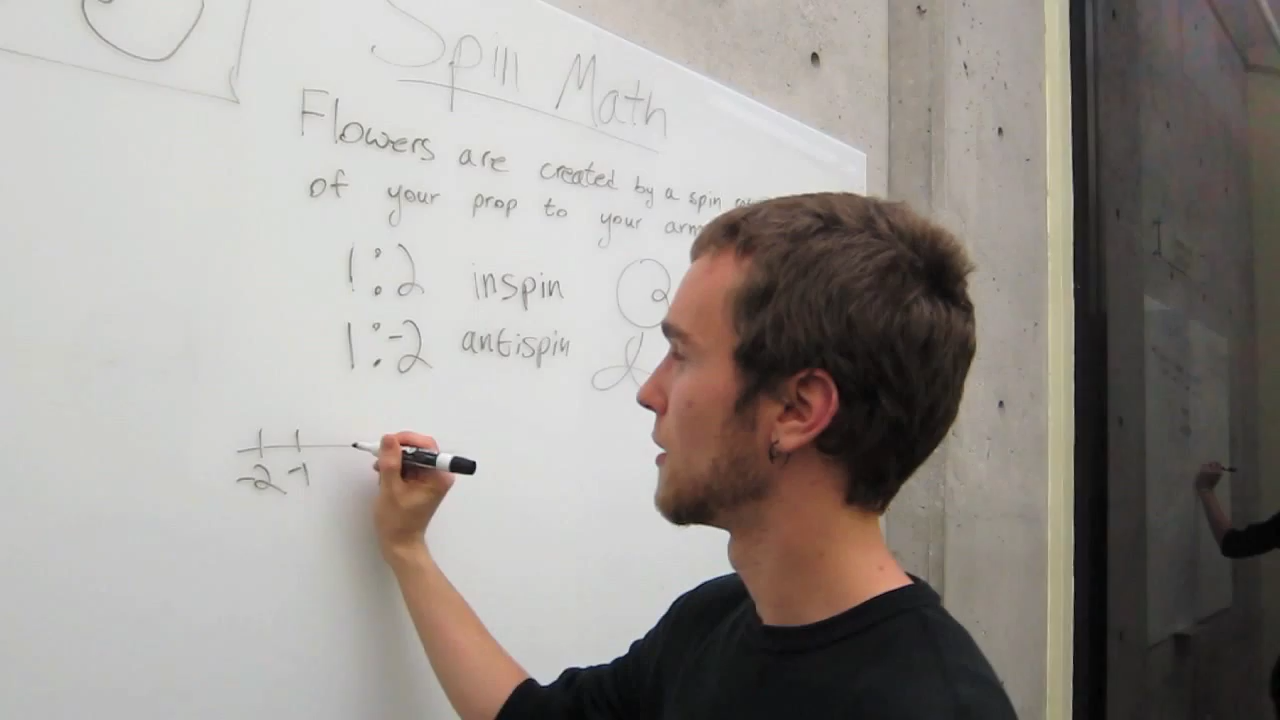 Spin Math
Flowers are created by a spin
of your prop to your arm
1:2 inspin
1:-2 antispin
-2 -1